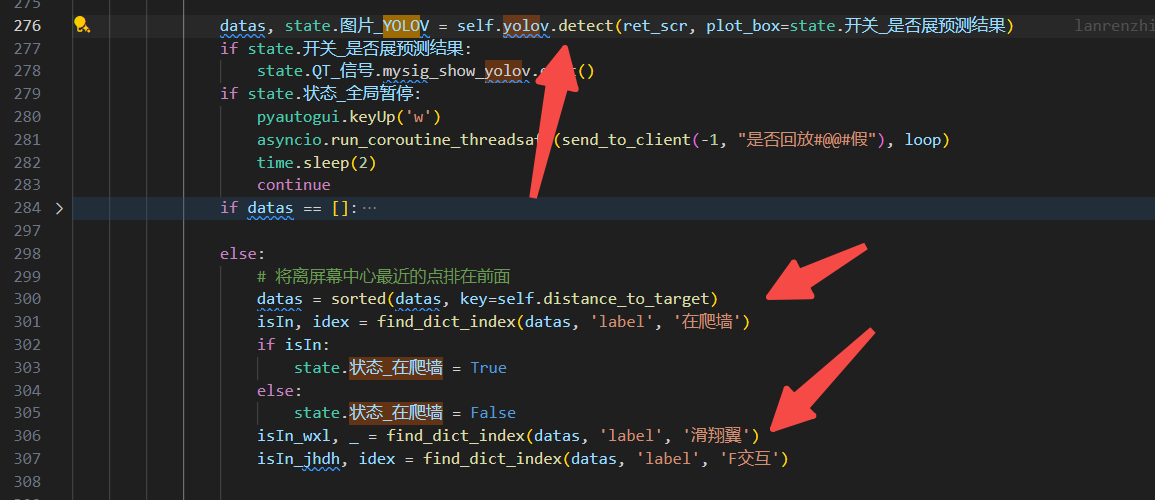 275
276 datas, state.图片_YOLOV = self.yolov.detect(ret_scr, plot_box=state.开关_是否展预测结果) lanrenzhi
277 if state.开关_是否展预测结果:
278 state.QT_信号.mysig_show_yolov.()
279 if state.状态_全局暂停:
280 pyautogui.keyUp('w')
281 asyncio.run_coroutine_threadsaf(send_to_client(-1, "是否回放#@@#假"), loop)
282 time.sleep(2)
283 continue
284 if datas == []:···
297
298 else:
299 # 将离屏幕中心最近的点排在前面
300 datas = sorted(datas, key=self.distance_to_target)
301 isIn, idex = find_dict_index(datas, 'label', '在爬墙')
302 if isIn:
303 state.状态_在爬墙 = True
304 else:
305 state.状态_在爬墙 = False
306 isIn_wxl, _ = find_dict_index(datas, 'label', '滑翔翼')
307 isIn_jhdh, idex = find_dict_index(datas, 'label', 'F交互')
308